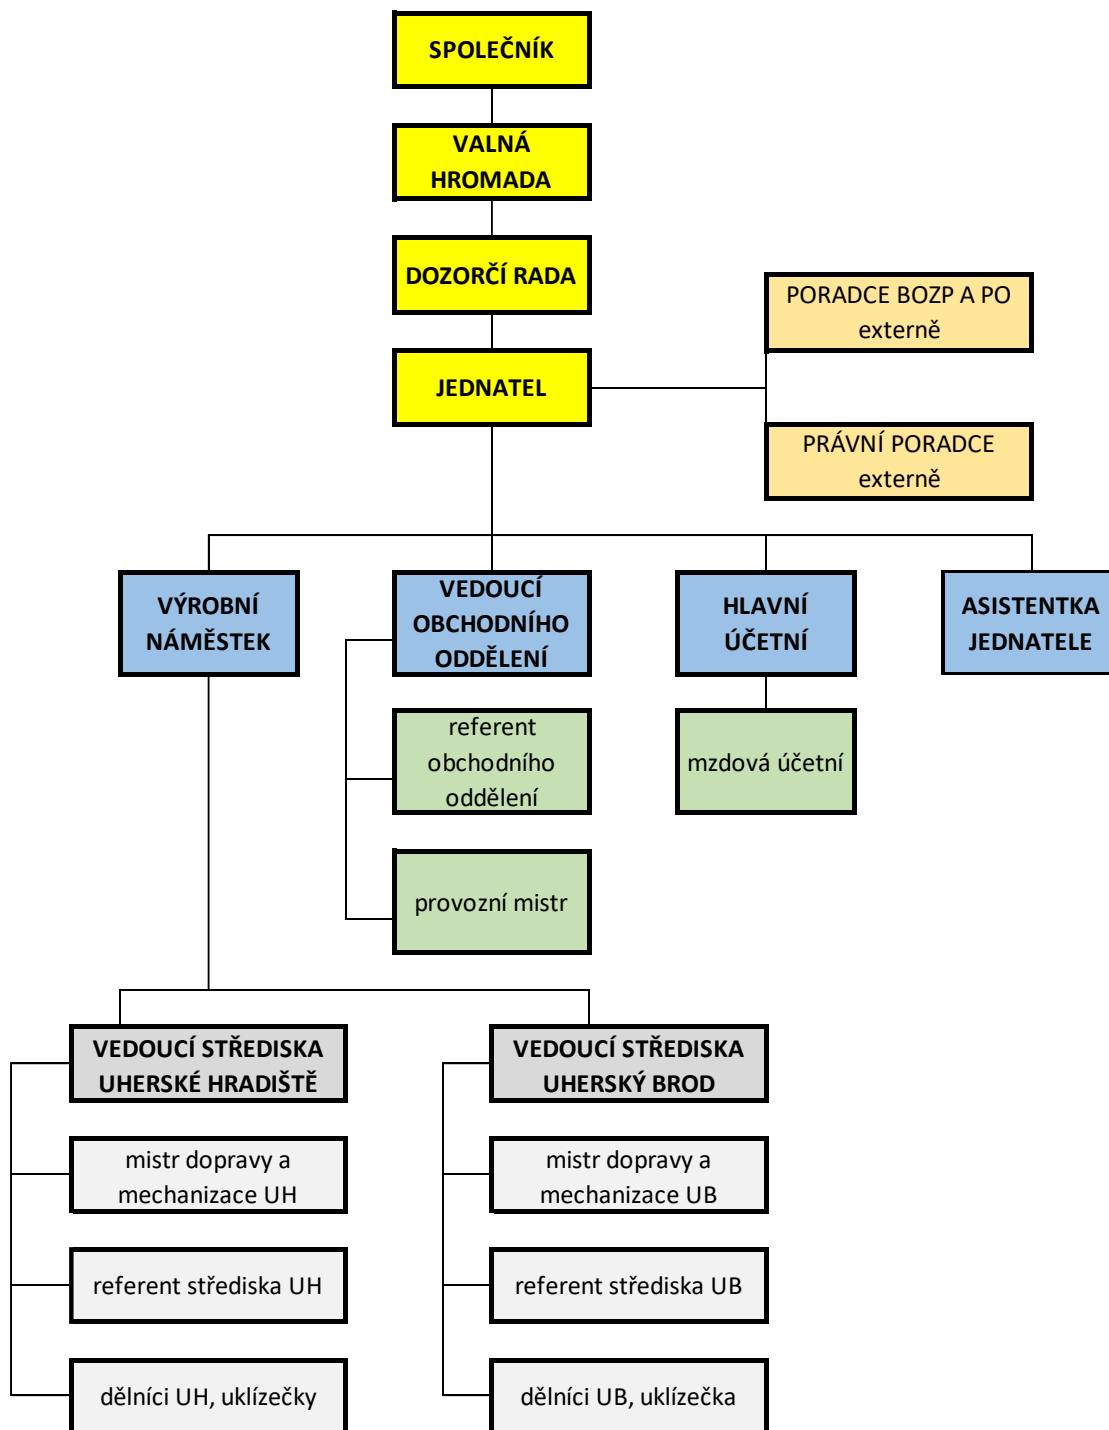 SPOLEČNÍK
VALNÁ
HROMADA
DOZORČÍ RADA
PORADCE BOZP A PO
externě
JEDNATEL
PRÁVNÍ PORADCE
externě
VÝROBNÍ
NÁMĚSTEK
VEDOUCÍ
OBCHODNÍHO
ODDĚLENÍ
HLAVNÍ
ÚČETNÍ
ASISTENTKA
JEDNATELE
referent
obchodního
oddělení
mzdová účetní
provozní mistr
VEDOUCÍ STŘEDISKA
UHERSKÉ HRADIŠTĚ
VEDOUCÍ STŘEDISKA
UHERSKÝ BROD
mistr dopravy a
mechanizace UH
mistr dopravy a
mechanizace UB
referent střediska UH
referent střediska UB
dělníci UH, uklízečky
dělníci UB, uklízečka